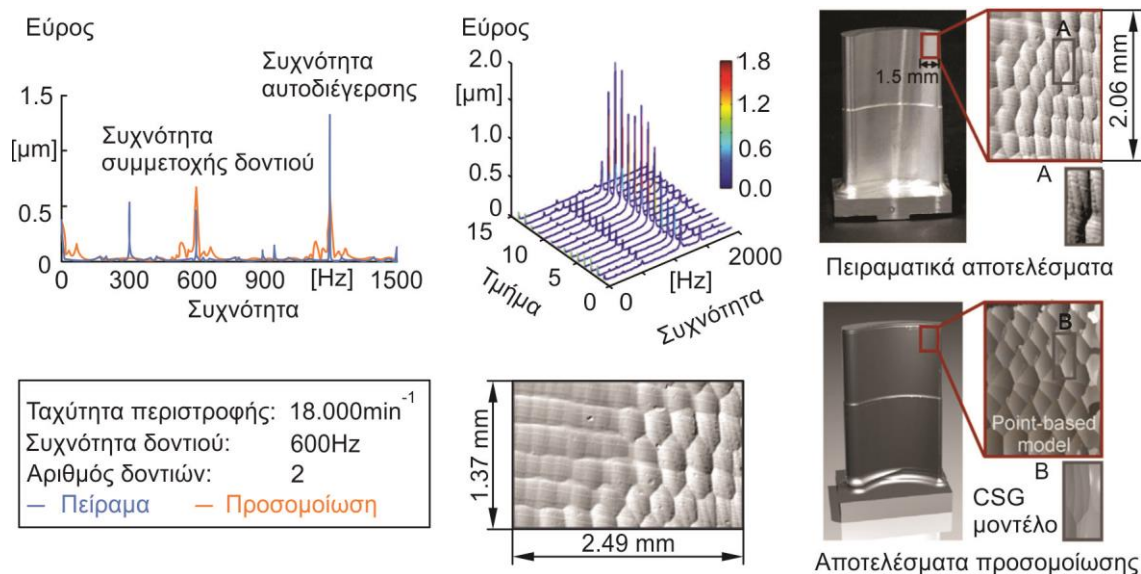 Εύρος
1.5
[μm]
0.5
0
0
300
600
900
[Hz]
1500
Συχνότητα
Συχνότητα
αυτοδιέγερσης
Συχνότητα
συμμετοχής δοντιού
Εύρος
2.0
[μm]
1.0
0.5
0
15
10
5
0
Τμήμα
0
[Hz]
2000
Συχνότητα
1.8
1.2
0.6
0.0
1.5 mm
A
2.06 mm
A
Πειραματικά αποτελέσματα
Ταχύτητα περιστροφής: 18.000min-1
Συχνότητα δοντιού: 600Hz
Αριθμός δοντιών: 2
Πείραμα
Προσομοίωση
1.37 mm
2.49 mm
B
Point-based
model
B
CSG
μοντέλο
Αποτελέσματα προσομοίωσης